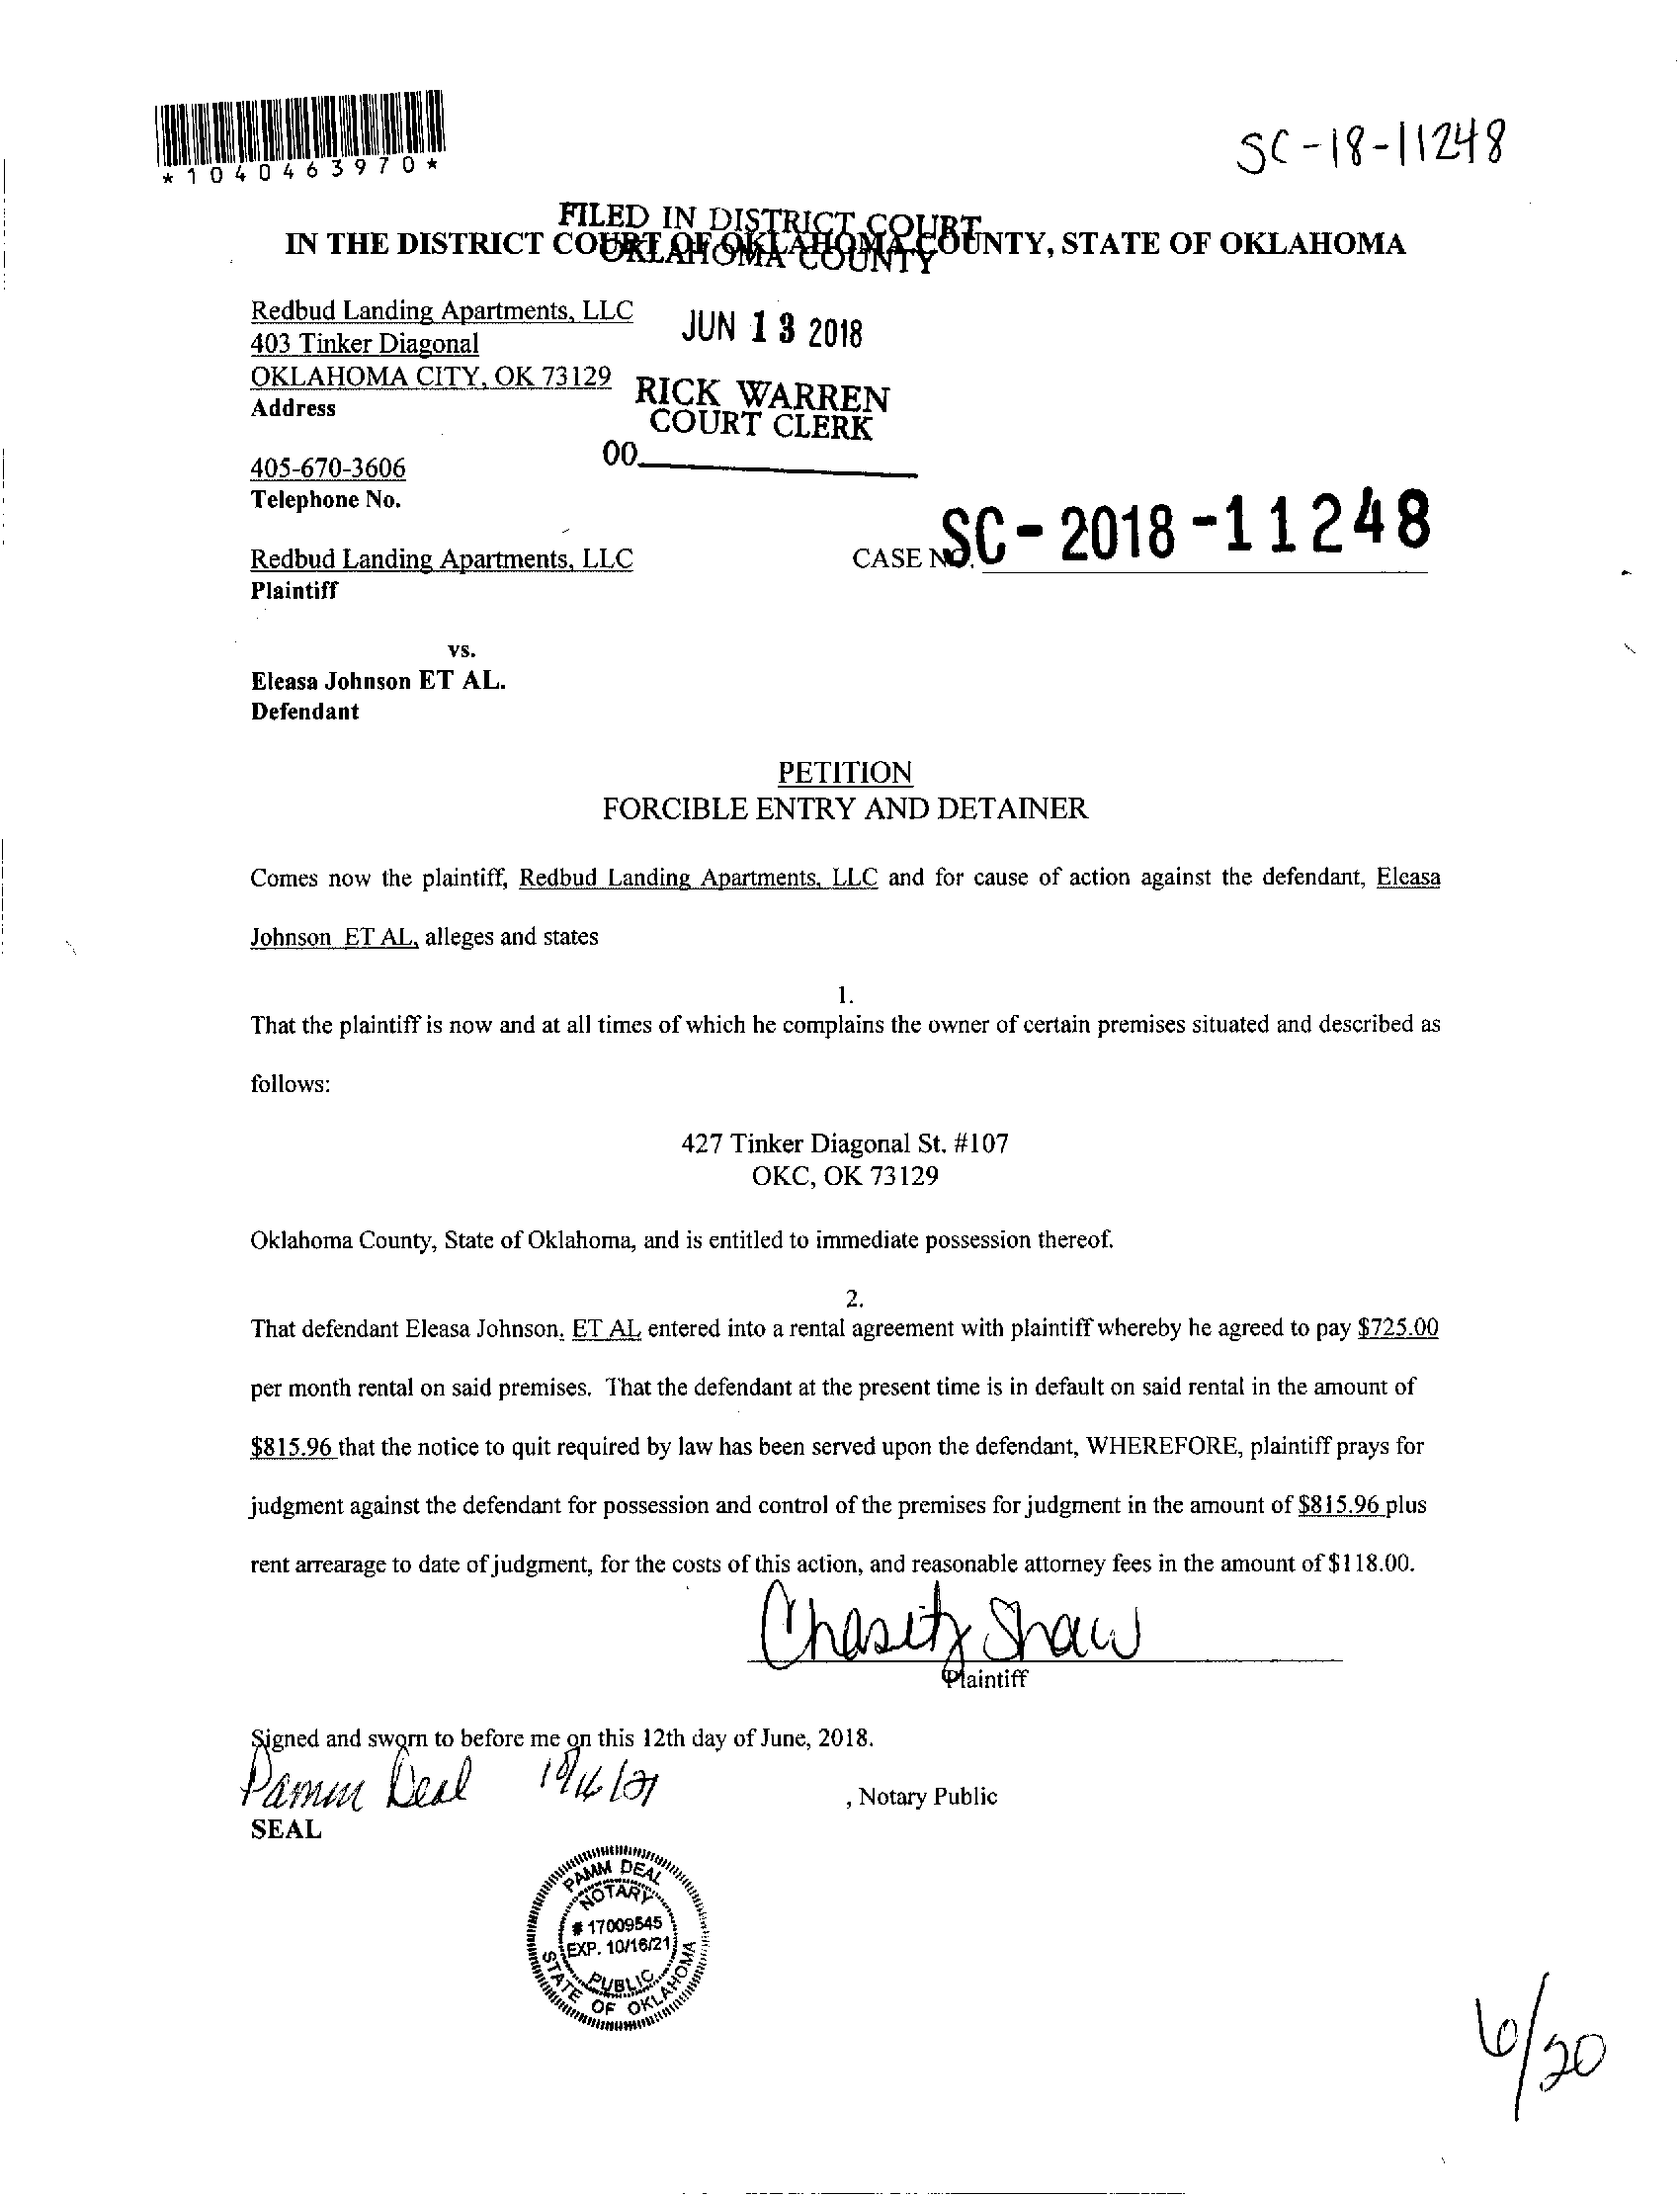 *1040463970*
SC-18-11248
FILED IN DISTRICT COURT
OKLAHOMA COUNTY
IN THE DISTRICT COURT OF OKLAHOMA COUNTY, STATE OF OKLAHOMA
Redbud Landing Apartments, LLC
403 Tinker Diagonal
OKLAHOMA CITY, OK 73129
Address
JUN 13 2018
RICK WARREN
COURT CLERK
00
405-670-3606
Telephone No.
Redbud Landing Apartments, LLC
Plaintiff
CASE NO. SC-2018-11248
vs.
Eleasa Johnson ET AL.
Defendant
PETITION
FORCIBLE ENTRY AND DETAINER
Comes now the plaintiff, Redbud Landing Apartments, LLC and for cause of action against the defendant, Eleasa
Johnson ET AL, alleges and states
1.
That the plaintiff is now and at all times of which he complains the owner of certain premises situated and described as
follows:
427 Tinker Diagonal St. #107
OKC, OK 73129
Oklahoma County, State of Oklahoma, and is entitled to immediate possession thereof.
2.
That defendant Eleasa Johnson, ET AL entered into a rental agreement with plaintiff whereby he agreed to pay $725.00
per month rental on said premises. That the defendant at the present time is in default on said rental in the amount of
$815.96 that the notice to quit required by law has been served upon the defendant, WHEREFORE, plaintiff prays for
judgment against the defendant for possession and control of the premises for judgment in the amount of $815.96 plus
rent arrearage to date of judgment, for the costs of this action, and reasonable attorney fees in the amount of $118.00.
Chasity Shaw
Plaintiff
Signed and sworn to before me on this 12th day of June, 2018.
Pamm Deal 10/16/21
, Notary Public
SEAL
PAMM DEAL
NOTARY
# 17009545
EXP. 10/16/21
PUBLIC
STATE OF OKLAHOMA
6/20